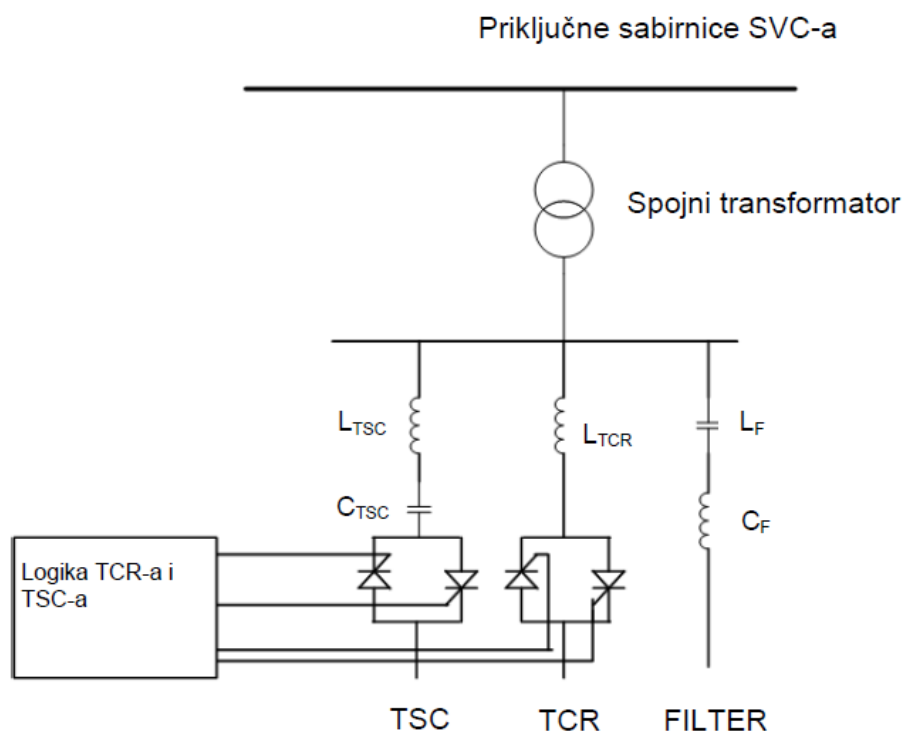 Priključne sabirnice SVC-a
Spojni transformator
LTSC
LTCR
LF
CTSC
CF
Logika TCR-a i
TSC-a
TSC
TCR
FILTER